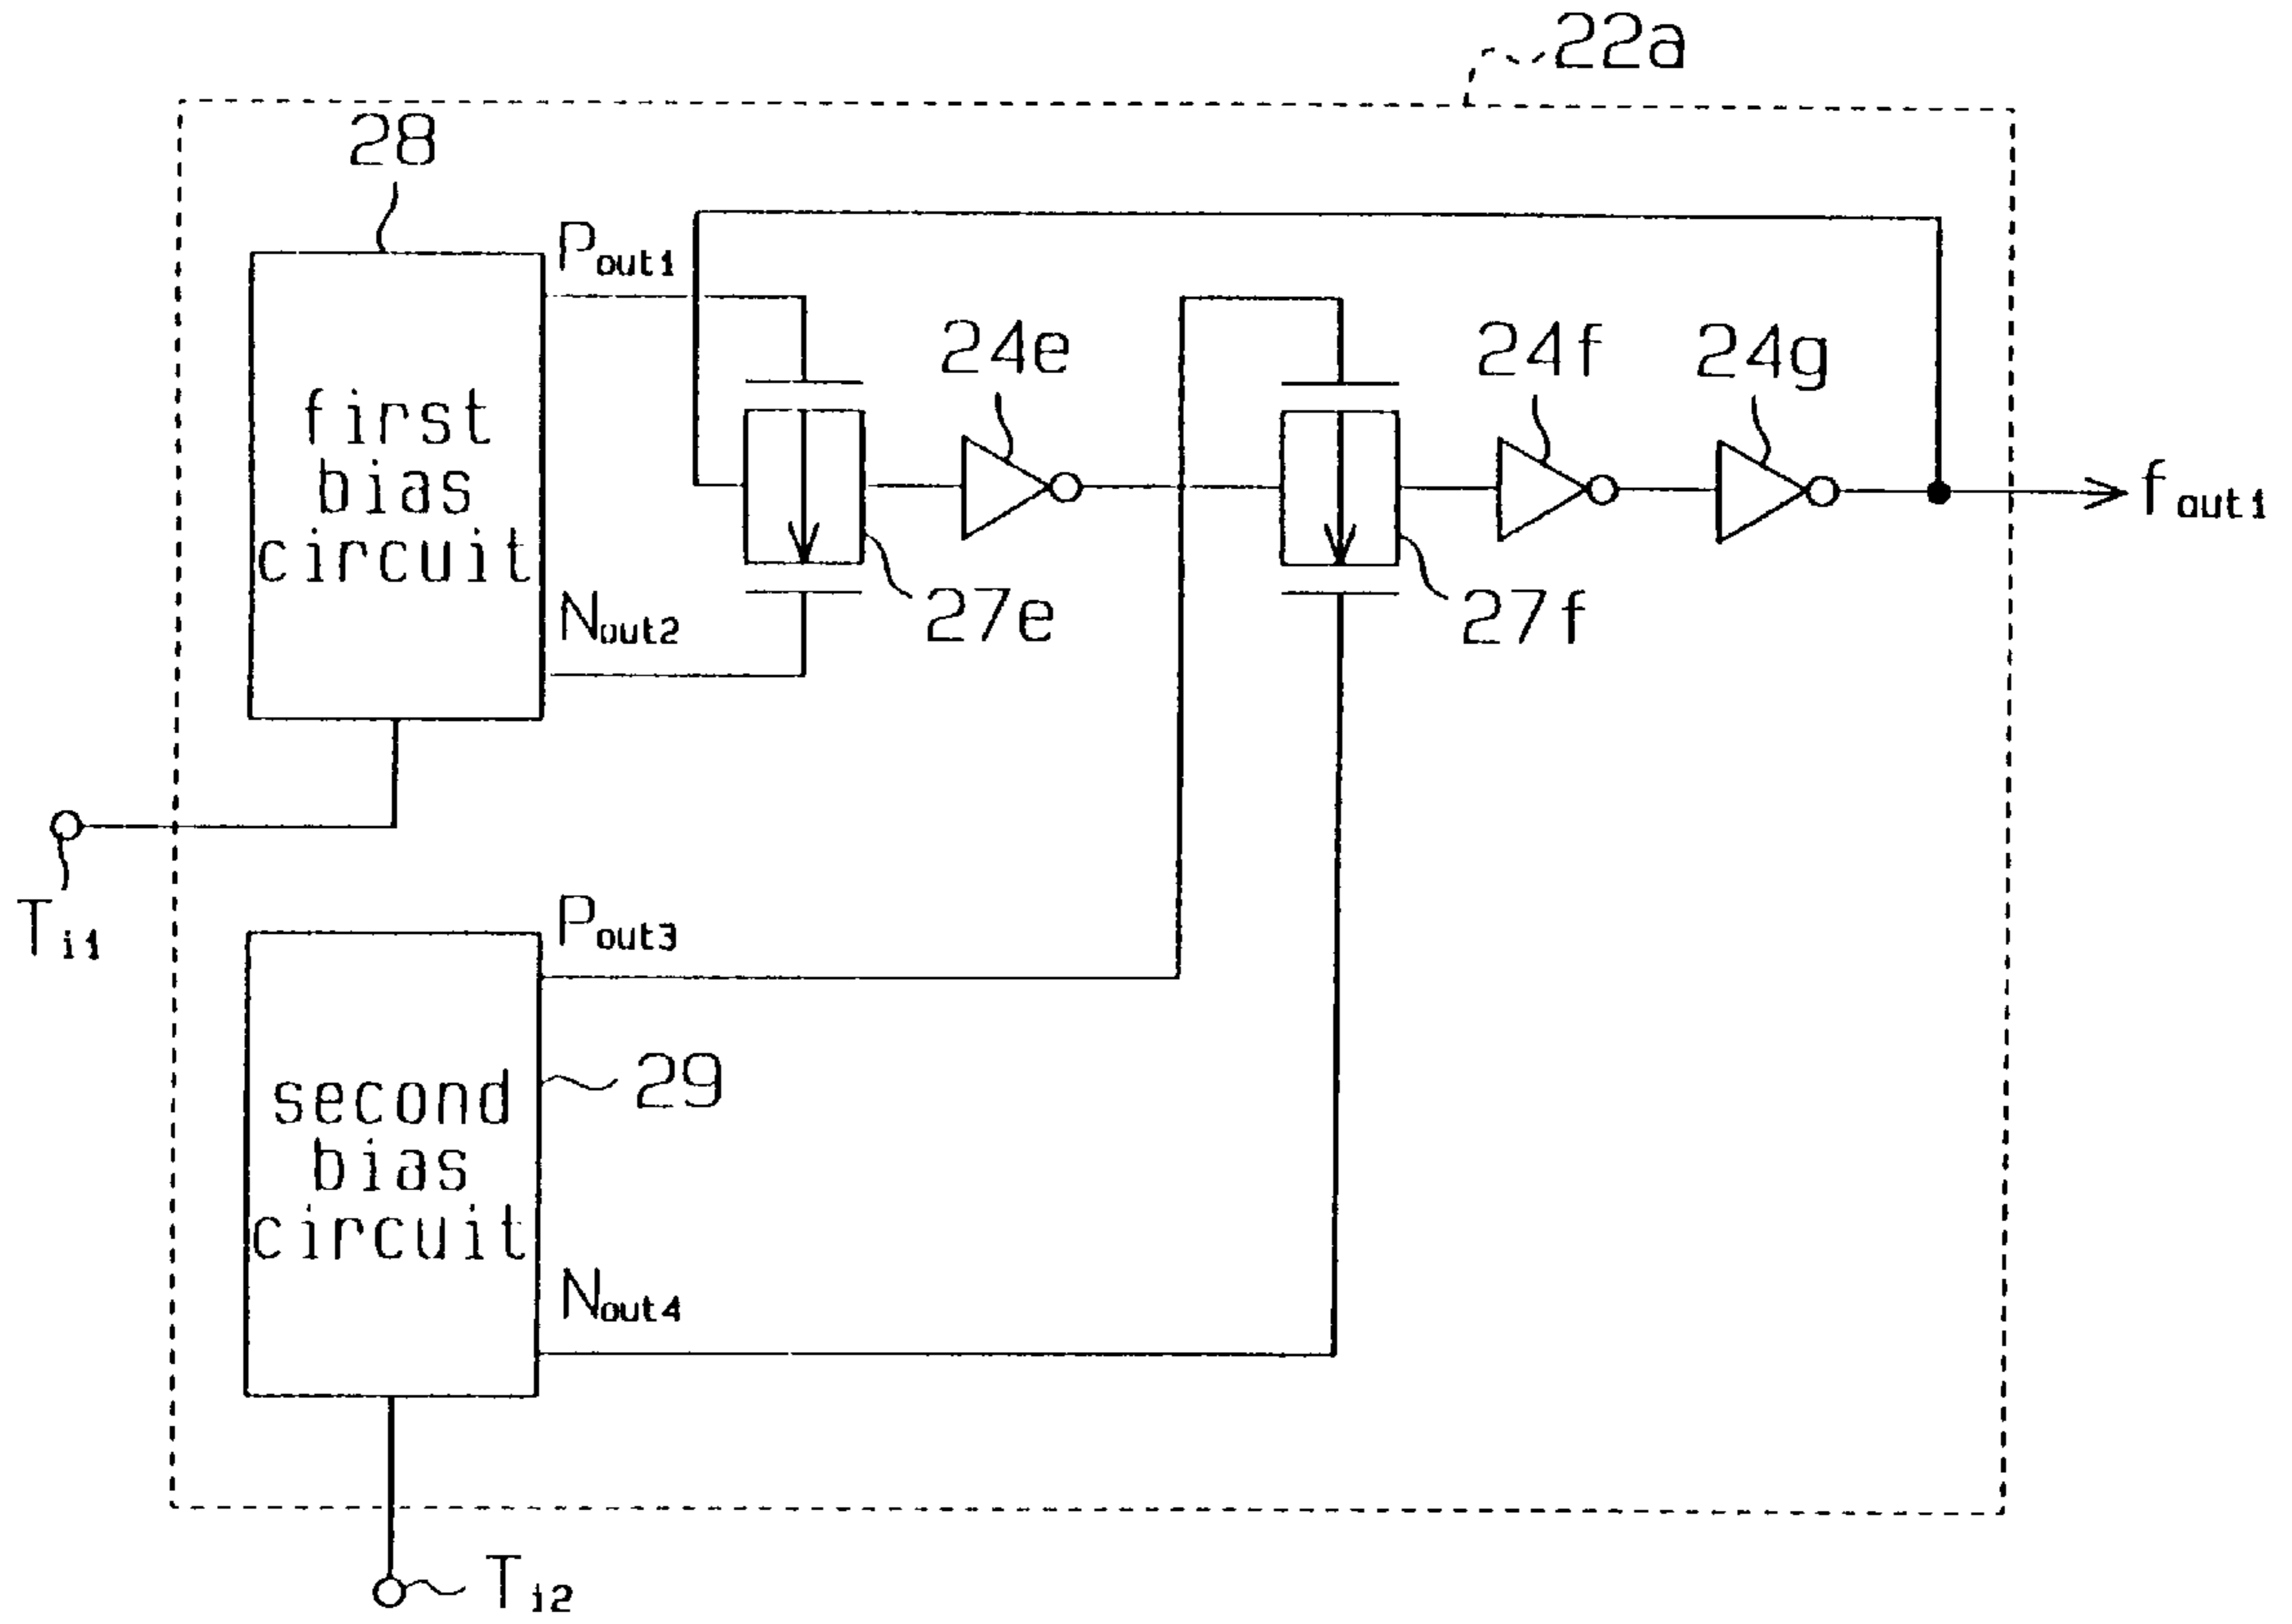 22a
28
Pout1
24e
24f
24g
first
bias
circuit
fout1
Nout2
27e
27f
Ti1
Pout3
29
second
bias
circuit
Nout4
Ti2